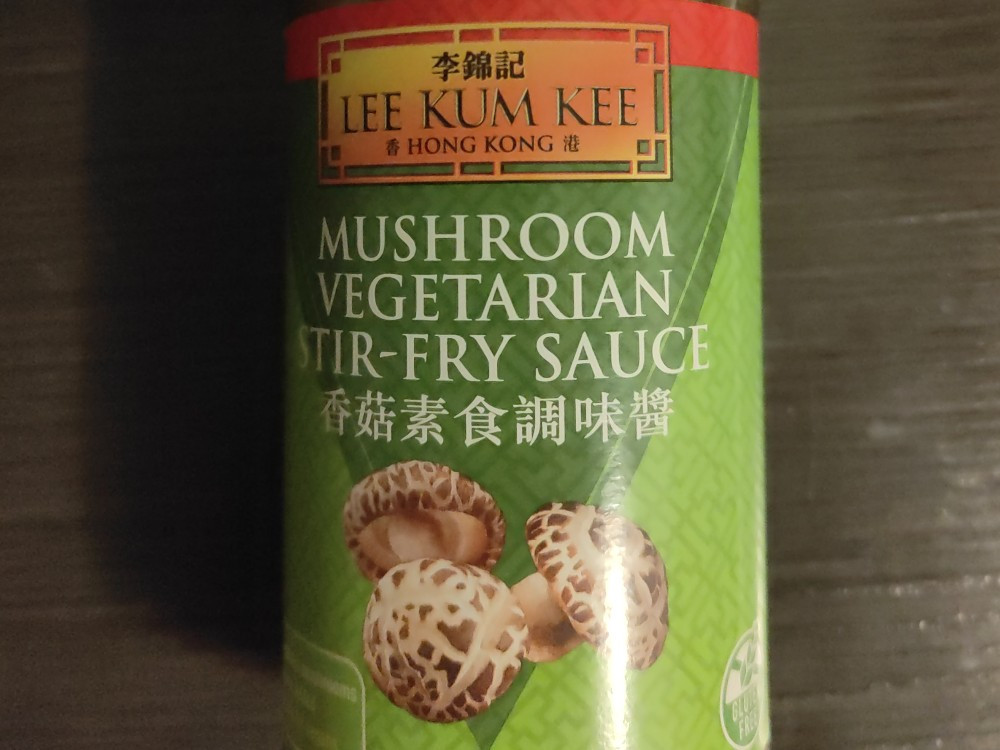 李錦記
LEE KUM KEE
香 HONG KONG 港
MUSHROOM
VEGETARIAN
STIR-FRY SAUCE
香菇素食調味醬